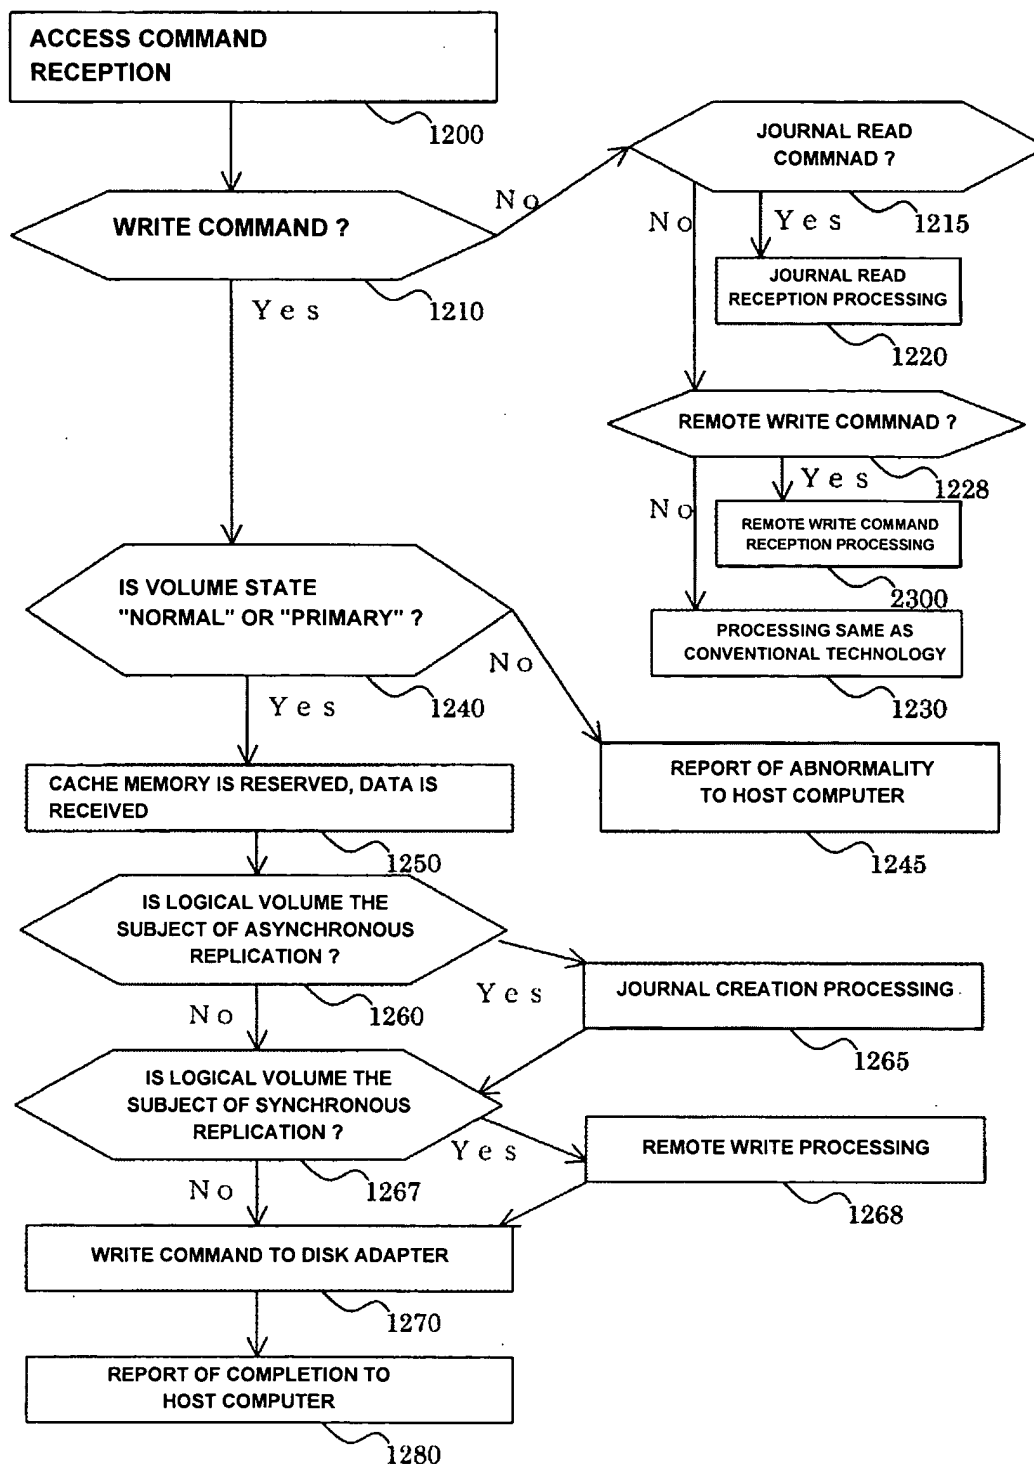 ACCESS COMMAND
RECEPTION
1200
WRITE COMMAND ?
1210
No
Yes
JOURNAL READ
COMMNAD ?
1215
No
Yes
JOURNAL READ
RECEPTION PROCESSING
1220
REMOTE WRITE COMMNAD ?
1228
No
Yes
REMOTE WRITE COMMAND
RECEPTION PROCESSING
2300
PROCESSING SAME AS
CONVENTIONAL TECHNOLOGY
1230
IS VOLUME STATE
"NORMAL" OR "PRIMARY" ?
1240
No
Yes
REPORT OF ABNORMALITY
TO HOST COMPUTER
1245
CACHE MEMORY IS RESERVED, DATA IS
RECEIVED
1250
IS LOGICAL VOLUME THE
SUBJECT OF ASYNCHRONOUS
REPLICATION ?
1260
Yes
No
JOURNAL CREATION PROCESSING
1265
IS LOGICAL VOLUME THE
SUBJECT OF SYNCHRONOUS
REPLICATION ?
1267
Yes
No
REMOTE WRITE PROCESSING
1268
WRITE COMMAND TO DISK ADAPTER
1270
REPORT OF COMPLETION TO
HOST COMPUTER
1280